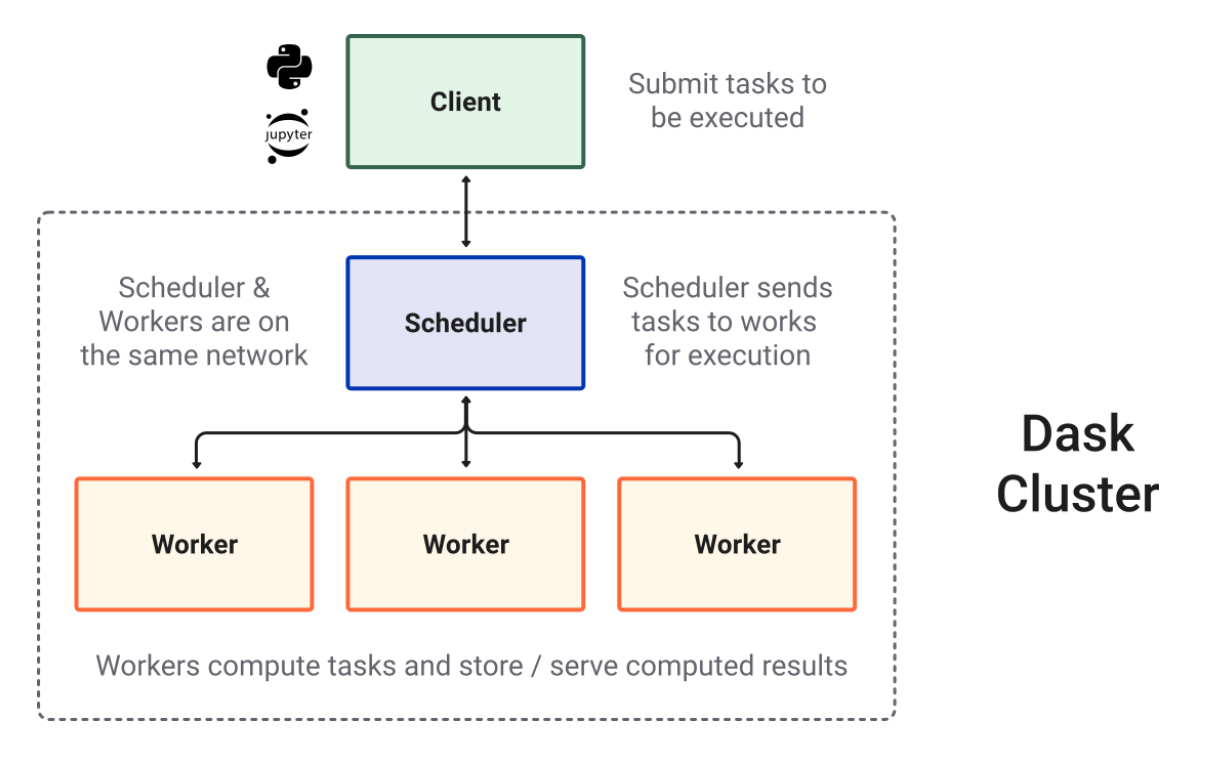 Client
Submit tasks to
be executed
jupyter
Scheduler &
Workers are on
the same network
Scheduler
Scheduler sends
tasks to works
for execution
Dask
Cluster
Worker
Worker
Worker
Workers compute tasks and store / serve computed results